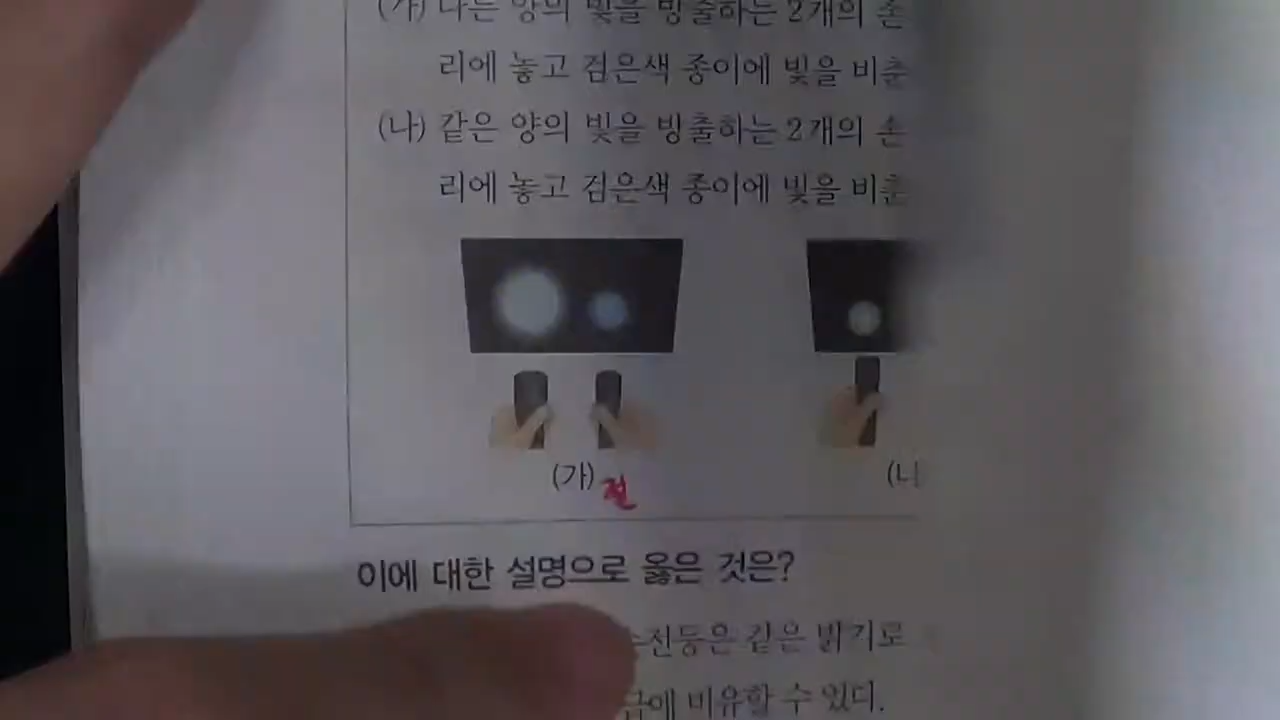 (가) 다른 양의 빛을 방출하는 2개의 손
리에 놓고 검은색 종이에 빛을 비춘
(나) 같은 양의 빛을 방출하는 2개의 손
리에 놓고 검은색 종이에 빛을 비춘
(가)
이에 대한 설명으로 옳은 것은?
손전등은 같은 밝기로
비유할 수 있다.